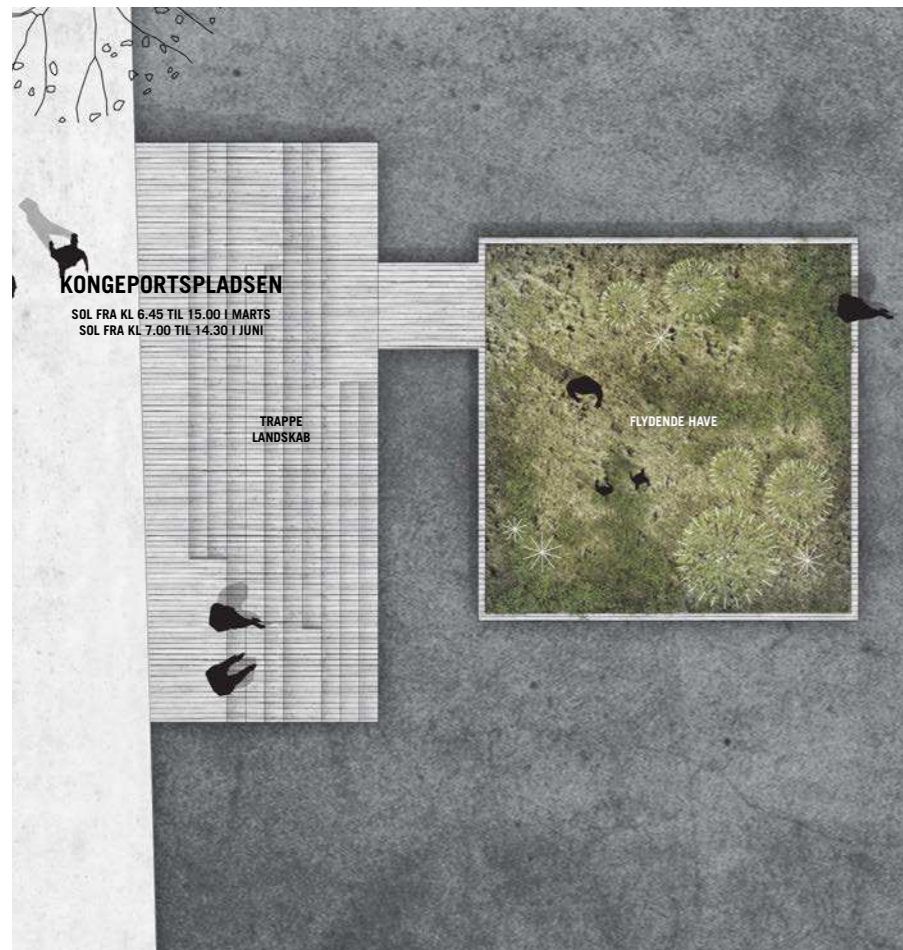 KONGEPORTSPLADSEN
SOL FRA KL 6.45 TIL 15.00 I MARTS
SOL FRA KL 7.00 TIL 14.30 I JUNI
TRAPPE
LANDSKAB
FLYDENDE HAVE